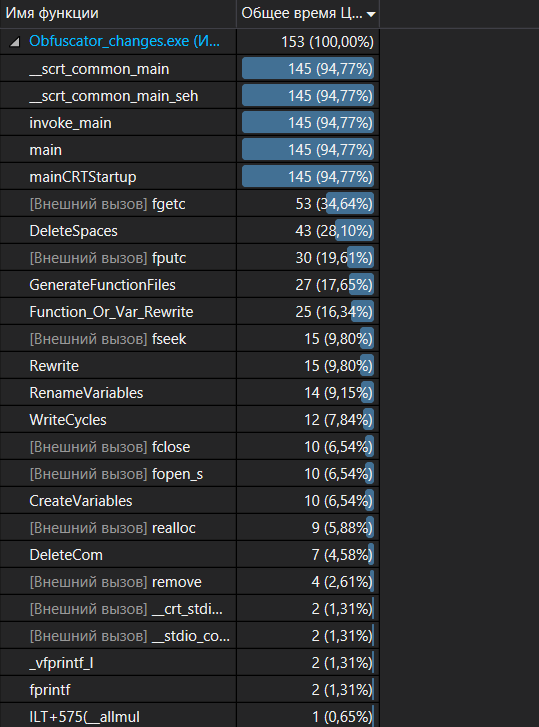 Имя функции Общее время Ц...
Obfuscator_changes.exe (И... 153 (100,00%)
__scrt_common_main 145 (94,77%)
__scrt_common_main_seh 145 (94,77%)
invoke_main 145 (94,77%)
main 145 (94,77%)
mainCRTStartup 145 (94,77%)
[Внешний вызов] fgetc 53 (34,64%)
DeleteSpaces 43 (28,10%)
[Внешний вызов] fputc 30 (19,61%)
GenerateFunctionFiles 27 (17,65%)
Function_Or_Var_Rewrite 25 (16,34%)
[Внешний вызов] fseek 15 (9,80%)
Rewrite 15 (9,80%)
RenameVariables 14 (9,15%)
WriteCycles 12 (7,84%)
[Внешний вызов] fclose 10 (6,54%)
[Внешний вызов] fopen_s 10 (6,54%)
CreateVariables 10 (6,54%)
[Внешний вызов] realloc 9 (5,88%)
DeleteCom 7 (4,58%)
[Внешний вызов] remove 4 (2,61%)
[Внешний вызов] __crt_stdi... 2 (1,31%)
[Внешний вызов] __stdio_co... 2 (1,31%)
_vfprintf_l 2 (1,31%)
fprintf 2 (1,31%)
ILT+575(__allmul 1 (0,65%)